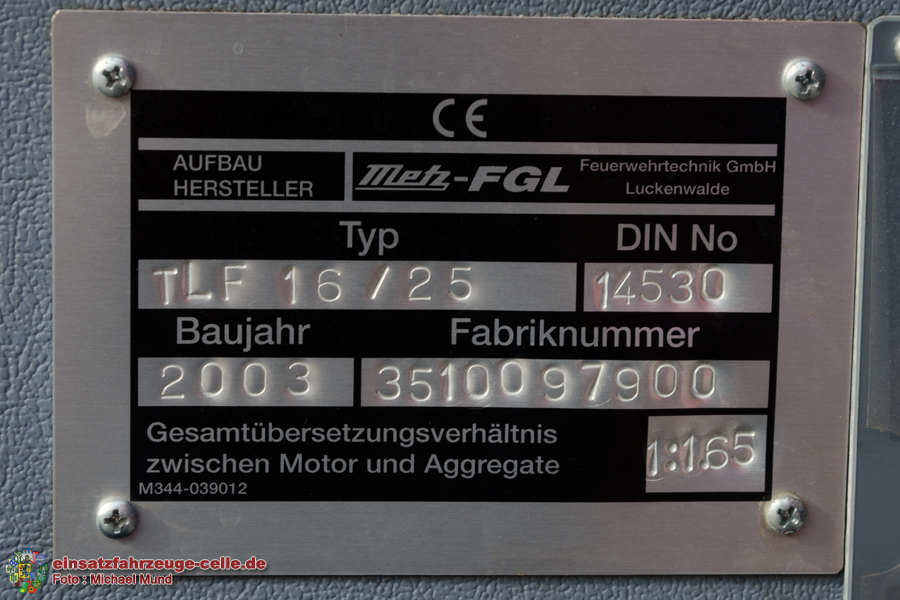 CE
AUFBAU
HERSTELLER
Metz-FGL
Feuerwehrtechnik GmbH
Luckenwalde
Typ
DIN No
TLF 16/25
14530
Baujahr
Fabriknummer
2003
3510097900
Gesamtübersetzungsverhältnis
zwischen Motor und Aggregate
1:1.65
M344-039012
einsatzfahrzeuge-celle.de
Foto : Michael Mund